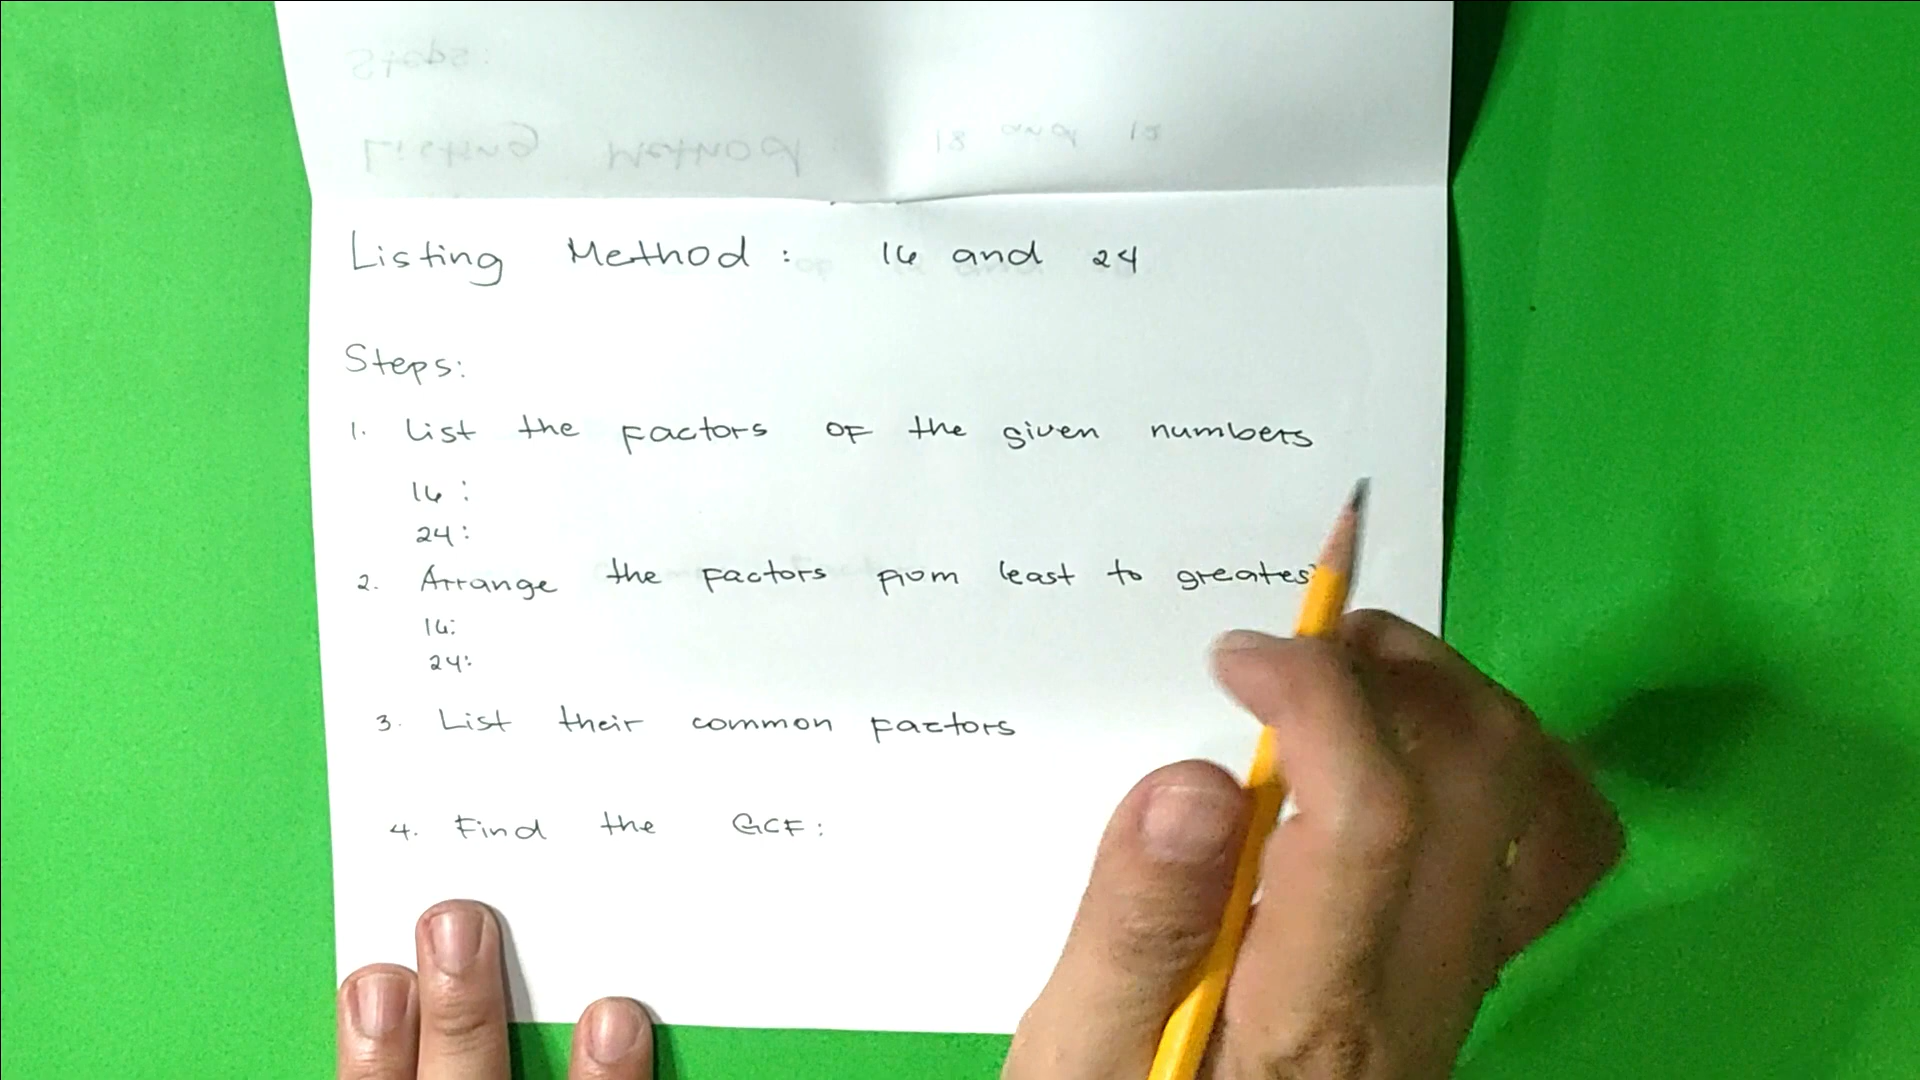 Listing Method : 16 and 24
Steps:
1. List the factors of the given numbers
16 :
24 :
2. Arrange the factors from least to greates
16:
24:
3. List their common factors
4. Find the GCF :